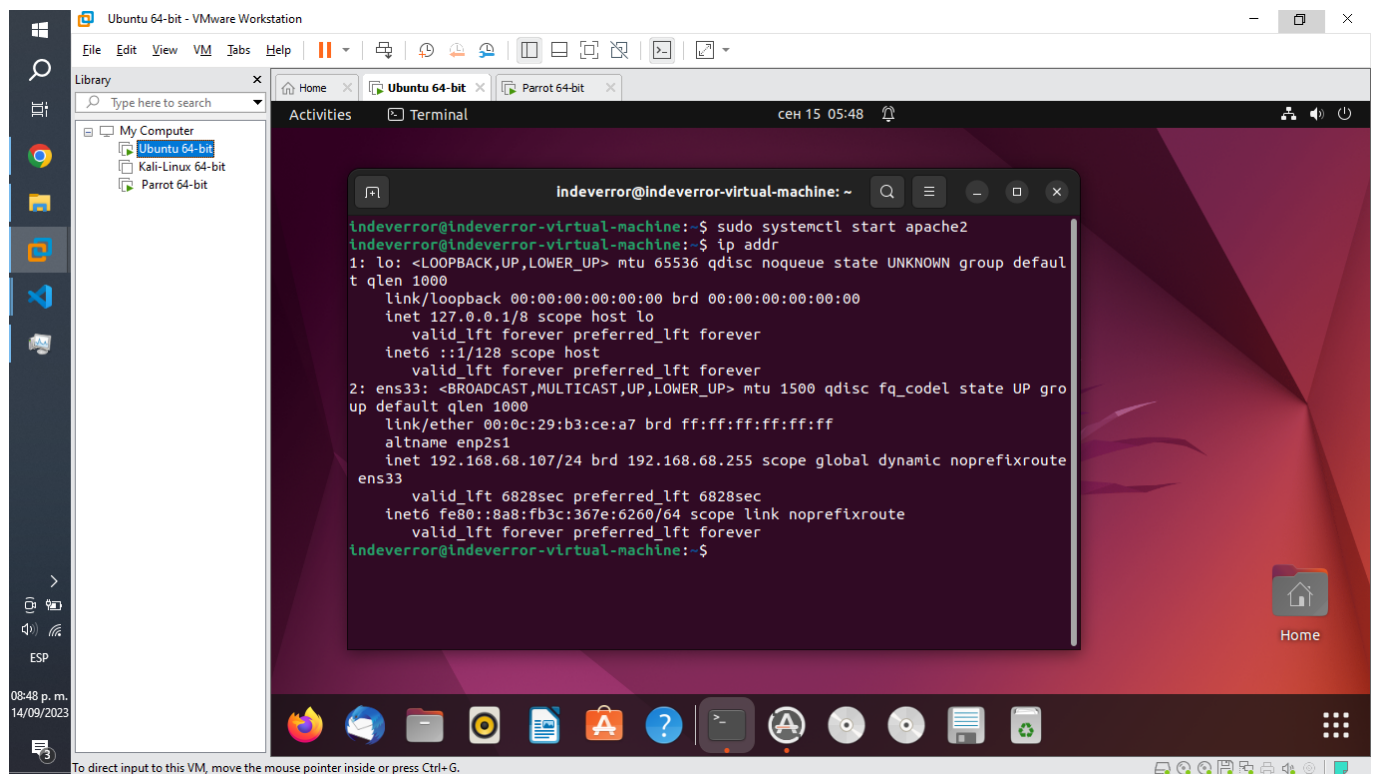 Ubuntu 64-bit - VMware Workstation
File Edit View VM Tabs Help
Library
Type here to search
My Computer
Ubuntu 64-bit
Kali-Linux 64-bit
Parrot 64-bit
Home
Ubuntu 64-bit
Parrot 64-bit
Activities
Terminal
сен 15 05:48
indeverror@indeverror-virtual-machine: ~
indeverror@indeverror-virtual-machine:~$ sudo systemctl start apache2
indeverror@indeverror-virtual-machine:~$ ip addr
1: lo: <LOOPBACK,UP,LOWER_UP> mtu 65536 qdisc noqueue state UNKNOWN group defaul
t qlen 1000
    link/loopback 00:00:00:00:00:00 brd 00:00:00:00:00:00
    inet 127.0.0.1/8 scope host lo
       valid_lft forever preferred_lft forever
    inet6 ::1/128 scope host
       valid_lft forever preferred_lft forever
2: ens33: <BROADCAST,MULTICAST,UP,LOWER_UP> mtu 1500 qdisc fq_codel state UP gro
up default qlen 1000
    link/ether 00:0c:29:b3:ce:a7 brd ff:ff:ff:ff:ff:ff
    altname enp2s1
    inet 192.168.68.107/24 brd 192.168.68.255 scope global dynamic noprefixroute
 ens33
       valid_lft 6828sec preferred_lft 6828sec
    inet6 fe80::8a8:fb3c:367e:6260/64 scope link noprefixroute
       valid_lft forever preferred_lft forever
indeverror@indeverror-virtual-machine:~$
Home
ESP
08:48 p. m.
14/09/2023
3
To direct input to this VM, move the mouse pointer inside or press Ctrl+G.